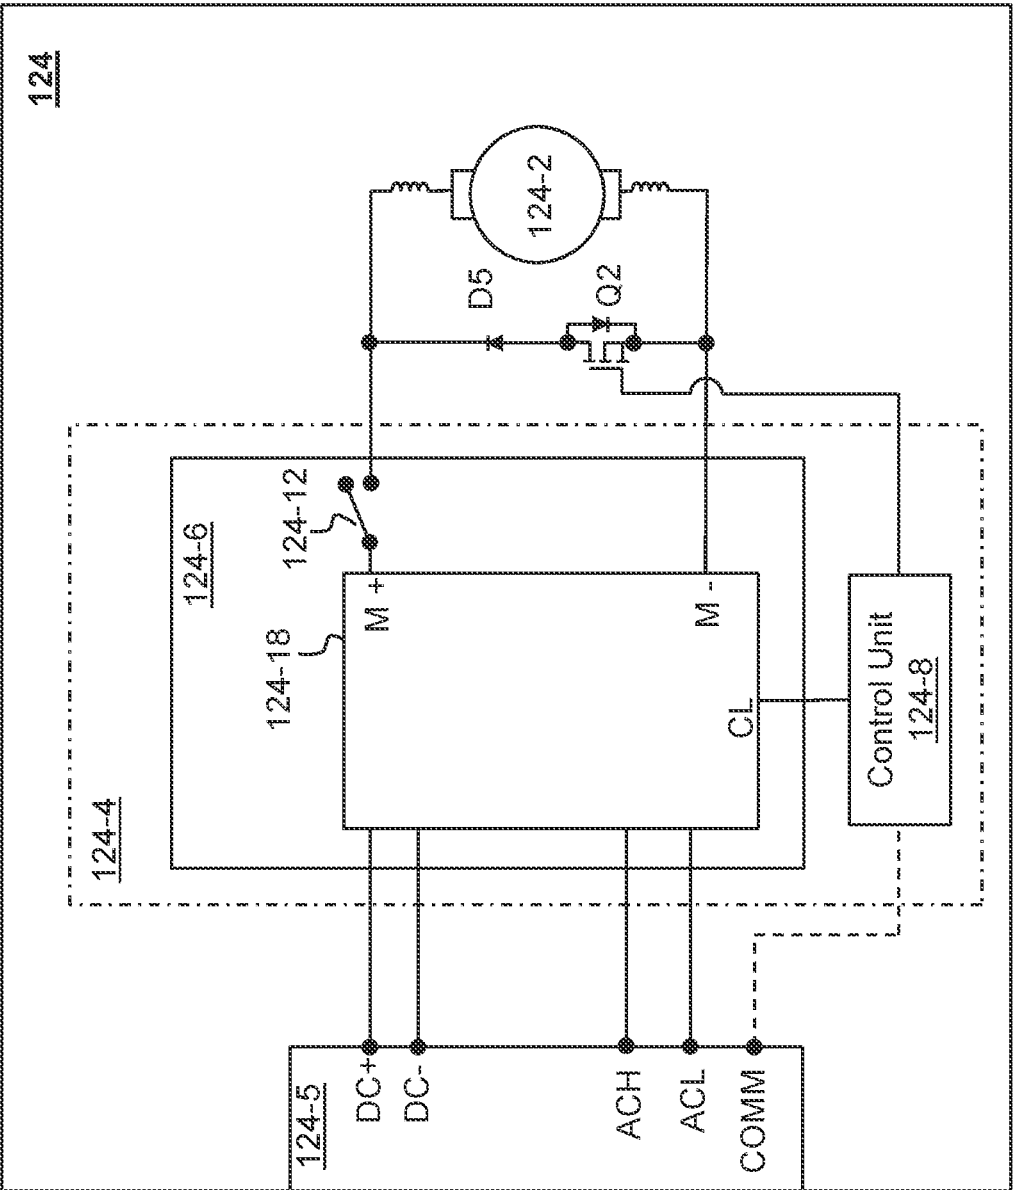 124
124-4
124-6
124-12
124-18
M +
M -
CL
Control Unit
124-8
D5
Q2
124-2
124-5
DC+
DC-
ACH
ACL
COMM